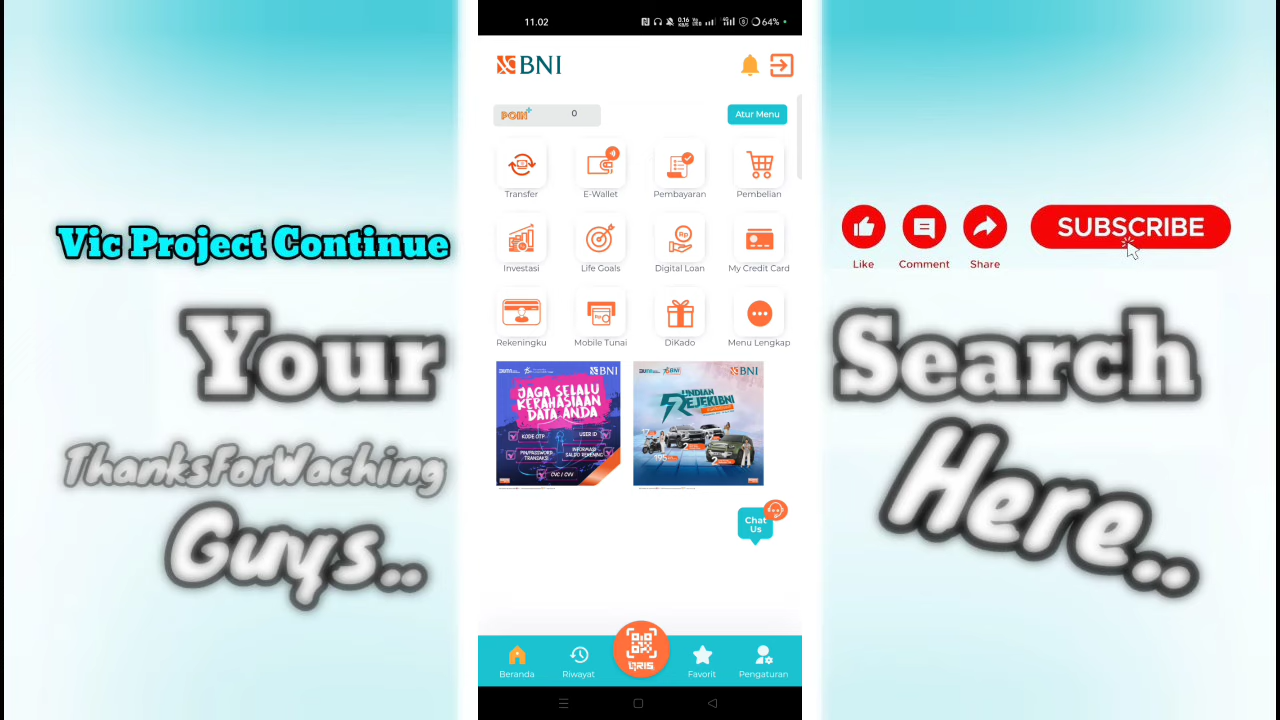 11.02
64%
BNI
POIN+ 0
Atur Menu
Transfer
E-Wallet
Pembayaran
Pembelian
Investasi
Life Goals
Digital Loan
My Credit Card
Rekeningku
Mobile Tunai
DiKado
Menu Lengkap
BNI
JAGA SELALU
KERAHASIAAN
DATA ANDA
KODE OTP
USER ID
PIN/PASSWORD
TRANSAKSI
INFORMASI
SALDO REKENING
CVC / CVV
BNI
BNI
UNDIAN
REJEKIBNI
Chat
Us
QRIS
Beranda
Riwayat
Favorit
Pengaturan
Vic Project Continue
Your
ThanksForWaching
Guys..
Like
Comment
Share
SUBSCRIBE
Search
Here..